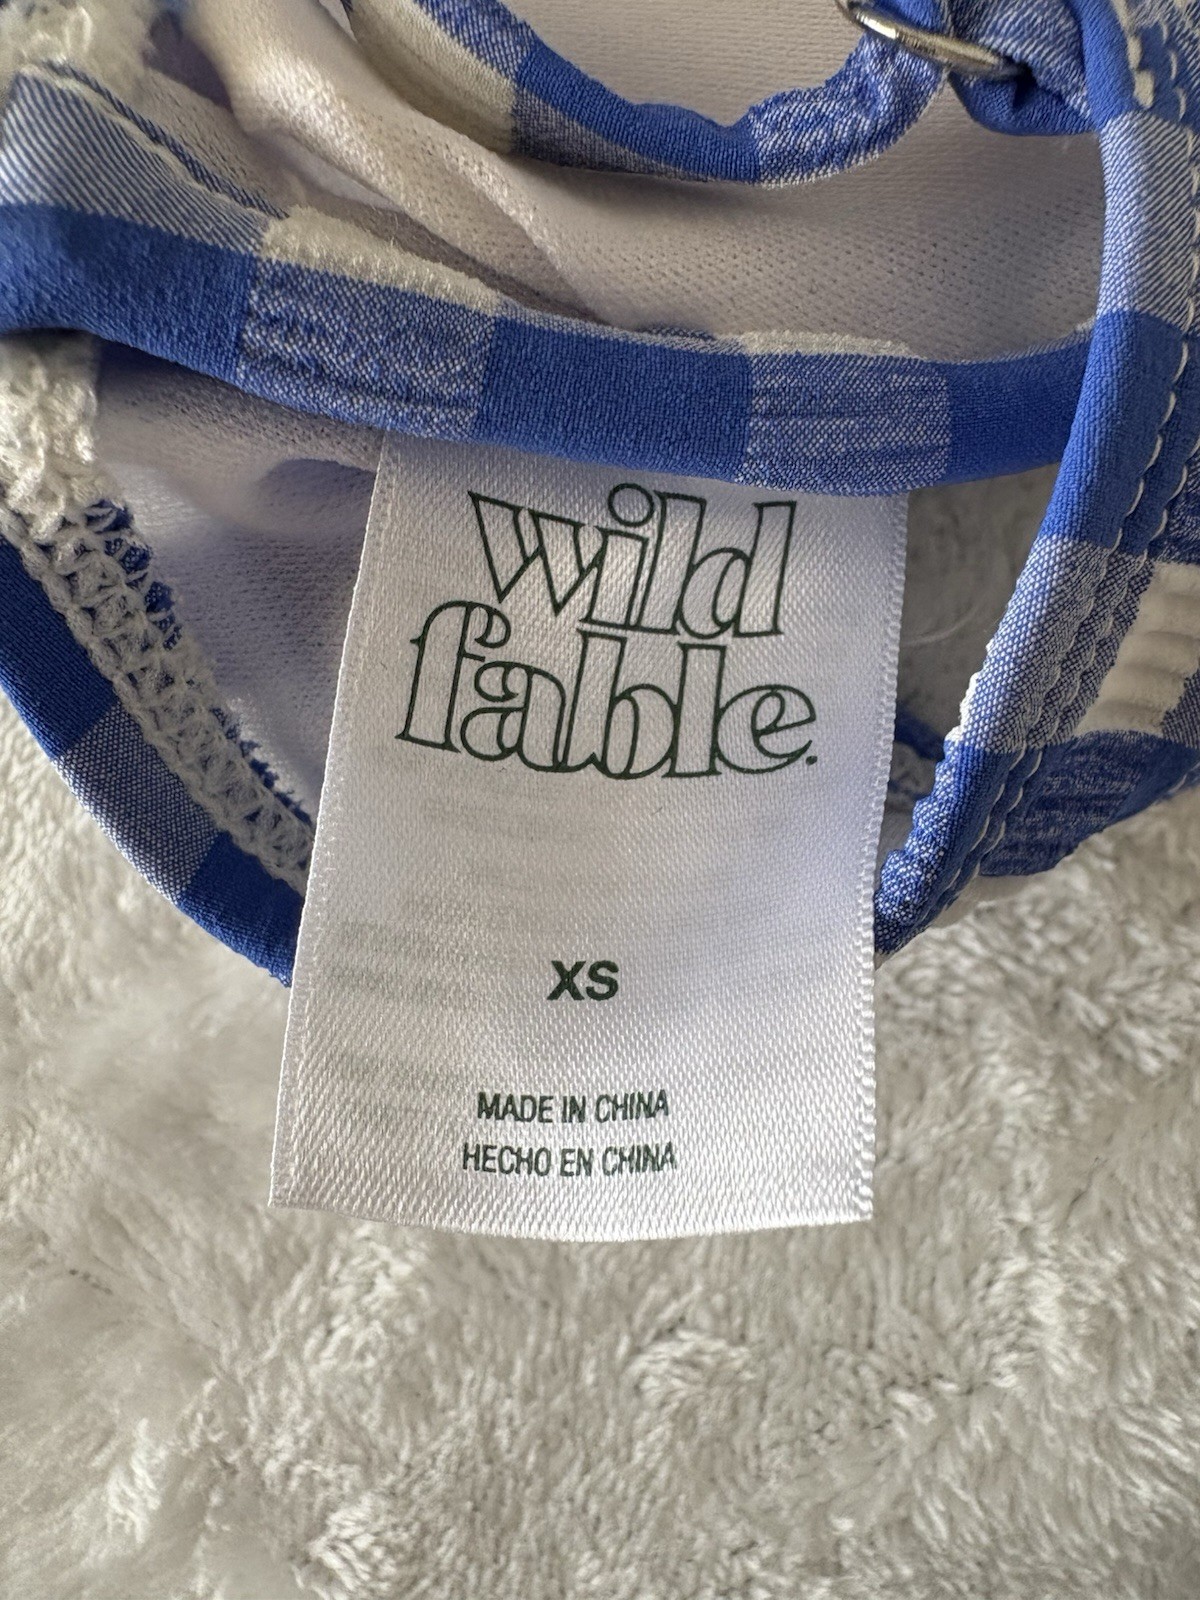 wild
fable.
XS
MADE IN CHINA
HECHO EN CHINA